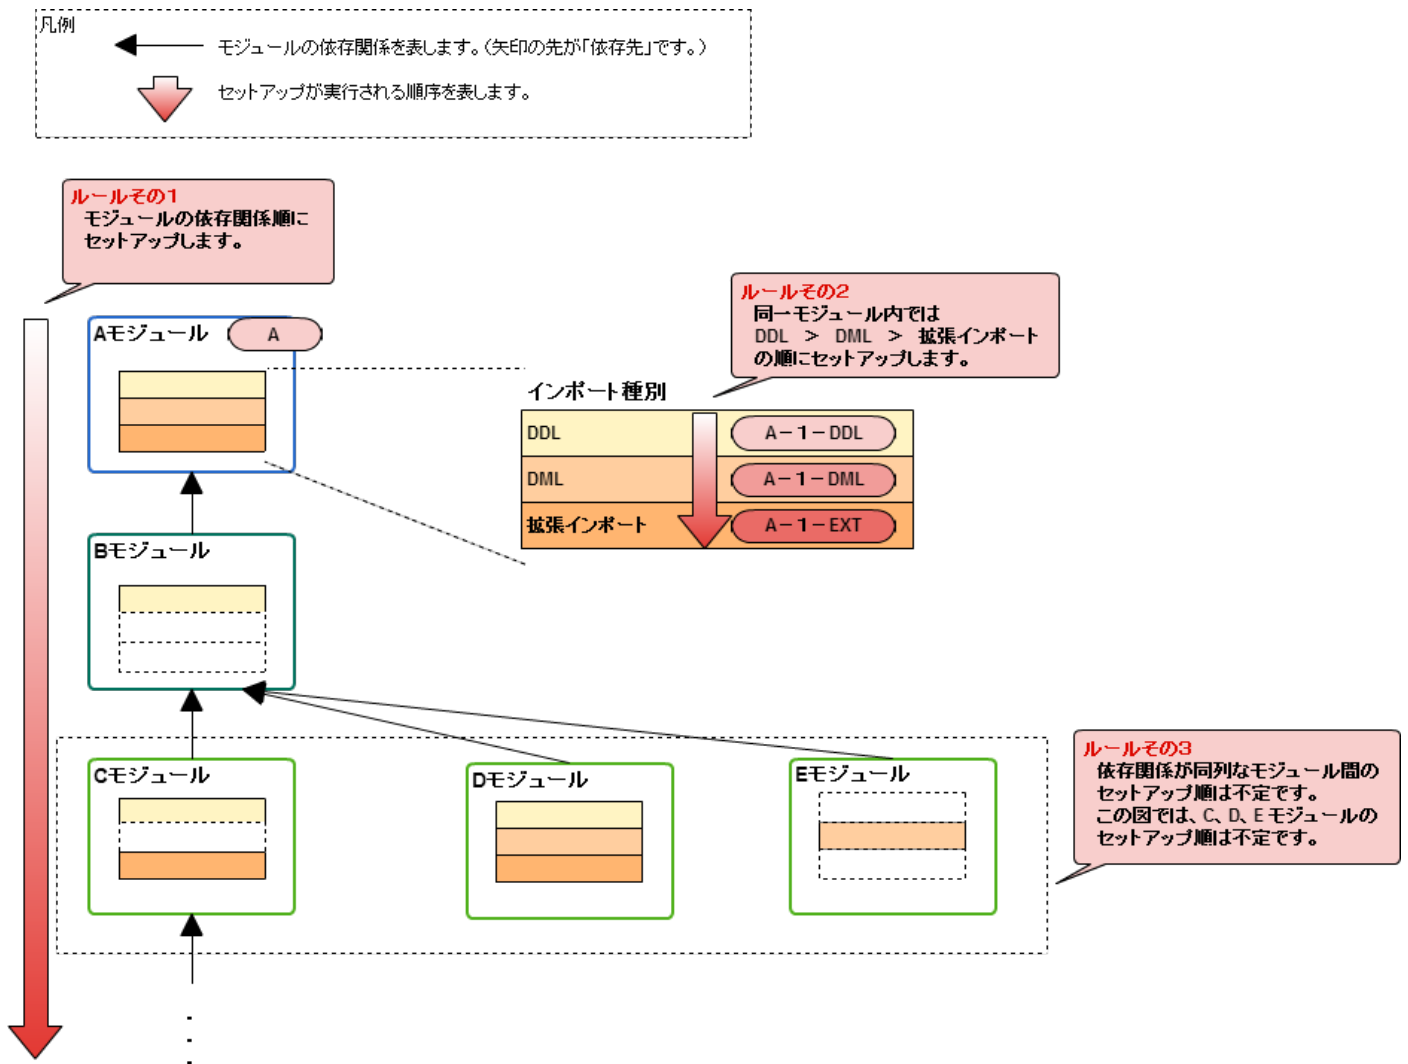 凡例
モジュールの依存関係を表します。(矢印の先が「依存先」です。)
セットアップが実行される順序を表します。
ルールその1
モジュールの依存関係順に
セットアップします。
ルールその2
同一モジュール内では
DDL > DML > 拡張インポート
の順にセットアップします。
Aモジュール
A
インポート種別
DDL
A-1-DDL
DML
A-1-DML
拡張インポート
A-1-EXT
Bモジュール
ルールその3
依存関係が同列なモジュール間の
セットアップ順は不定です。
この図では、C、D、Eモジュールの
セットアップ順は不定です。
Cモジュール
Dモジュール
Eモジュール